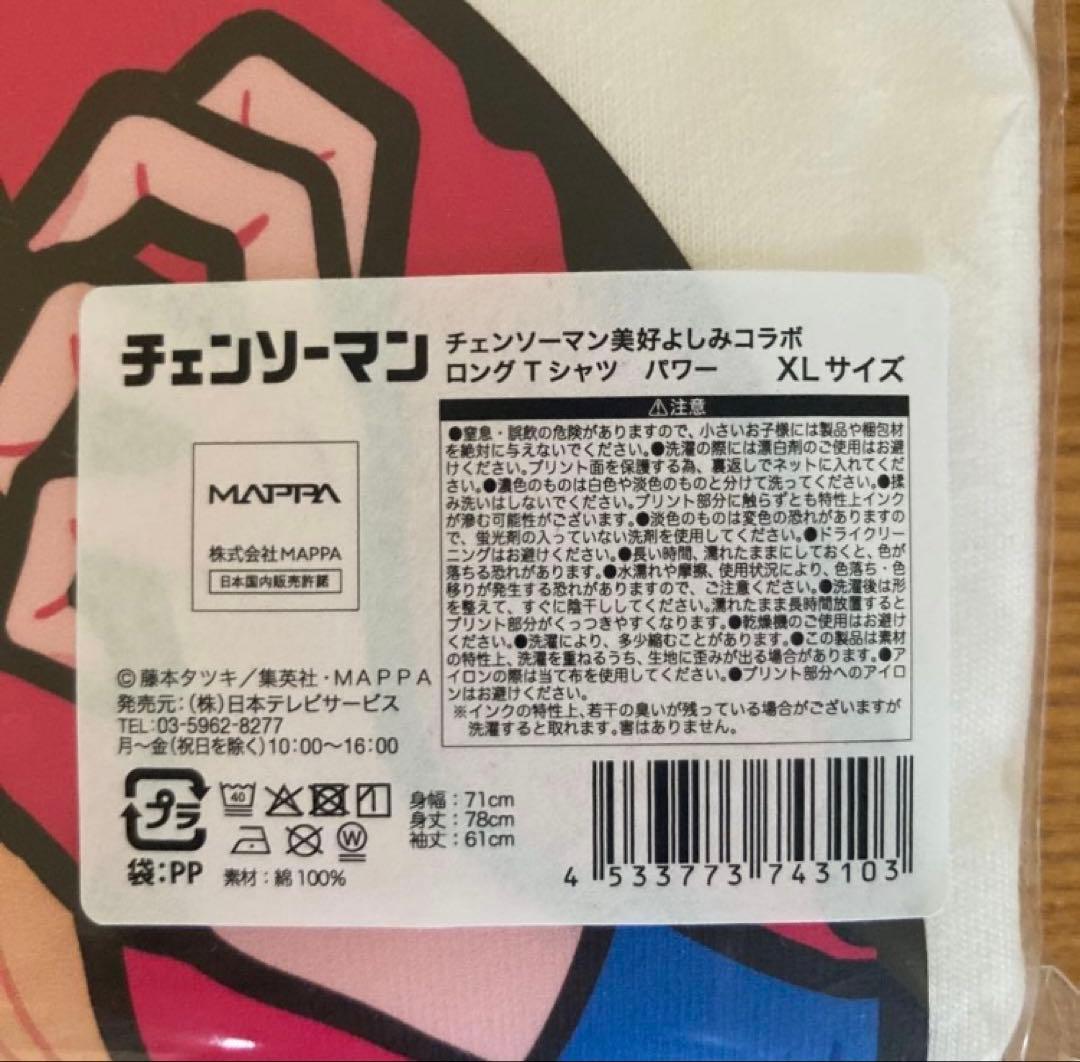 チェンソーマン
チェンソーマン美好よしみコラボ
ロングTシャツ パワー XLサイズ
⚠注意
●窒息・誤飲の危険がありますので、小さいお子様には製品や梱包材
を絶対に与えないでください。●洗濯の際には漂白剤のご使用はお避
けください。プリント面を保護する為、裏返しでネットに入れてくだ
さい。●濃色のものは白色や淡色のものと分けて洗ってください。●揉
み洗いはしないでください。プリント部分に触らずとも特性上インク
が滲む可能性がございます。●淡色のものは変色の恐れがありますの
で、蛍光剤の入っていない洗剤を使用してください。●ドライクリー
ニングはお避けください。●長い時間、濡れたままにしておくと、色が
落ちる恐れがあります。●水濡れや摩擦、使用状況により、色落ち・色
移りが発生する恐れがありますので、ご注意ください。●洗濯後は形
を整えて、すぐに陰干ししてください。濡れたまま長時間放置すると
プリント部分がくっつきやすくなります。●乾燥機のご使用はお避け
ください。●洗濯により、多少縮むことがあります。●この製品は素材
の特性上、洗濯を重ねるうち、生地に歪みが出る場合があります。●ア
イロンの際は当て布を使用してください。●プリント部分へのアイロ
ンはお避けください。
※インクの特性上、若干の臭いが残っている場合がございますが
洗濯すると取れます。害はありません。
MAPPA
株式会社MAPPA
日本国内販売許諾
©藤本タツキ／集英社・MAPPA
発売元：(株)日本テレビサービス
TEL:03-5962-8277
月〜金(祝日を除く)10:00〜16:00
プラ
袋：PP
40
W
素材：綿100%
身幅：71cm
身丈：78cm
袖丈：61cm
4 533773 743103